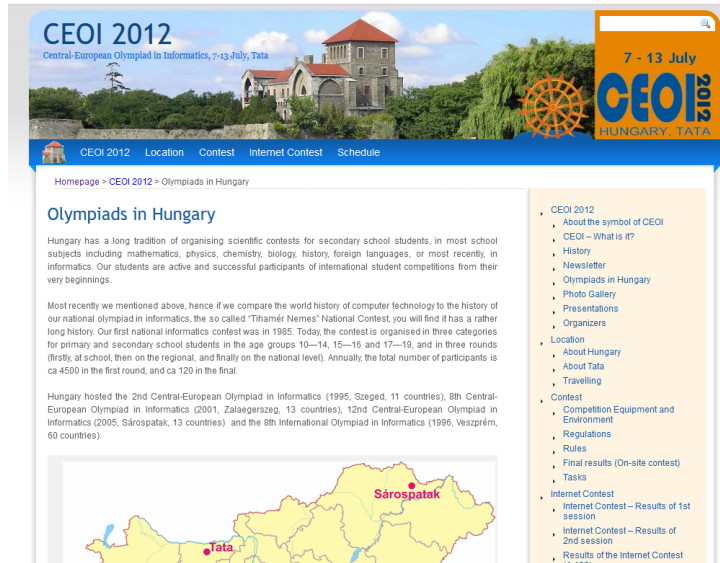 CEOI 2012
Central-European Olympiad in Informatics, 7-13 July, Tata
7 - 13 July
CEOI 2012
HUNGARY, TATA
CEOI 2012 Location Contest Internet Contest Schedule
Homepage > CEOI 2012 > Olympiads in Hungary
Olympiads in Hungary
Hungary has a long tradition of organising scientific contests for secondary school students, in most school
subjects including mathematics, physics, chemistry, biology, history, foreign languages, or most recently, in
informatics. Our students are active and successful participants of international student competitions from their
very beginnings.
Most recently we mentioned above, hence if we compare the world history of computer technology to the history of
our national olympiad in informatics, the so called "Tihamér Nemes" National Contest, you will find it has a rather
long history. Our first national informatics contest was in 1985. Today, the contest is organised in three categories
for primary and secondary school students in the age groups 10—14, 15—16 and 17—19, and in three rounds
(firstly, at school, then on the regional, and finally on the national level). Annually, the total number of participants is
ca 4500 in the first round, and ca 120 in the final.
Hungary hosted the 2nd Central-European Olympiad in Informatics (1995, Szeged, 11 countries), 8th Central-
European Olympiad in Informatics (2001, Zalaegerszeg, 13 countries), 12nd Central-European Olympiad in
Informatics (2005, Sárospatak, 13 countries) and the 8th International Olympiad in Informatics (1996, Veszprém,
60 countries).
Sárospatak
Tata
CEOI 2012
About the symbol of CEOI
CEOI – What is it?
History
Newsletter
Olympiads in Hungary
Photo Gallery
Presentations
Organizers
Location
About Hungary
About Tata
Travelling
Contest
Competition Equipment and
Environment
Regulations
Rules
Final results (On-site contest)
Tasks
Internet Contest
Internet Contest – Results of 1st
session
Internet Contest – Results of
2nd session
Results of the Internet Contest